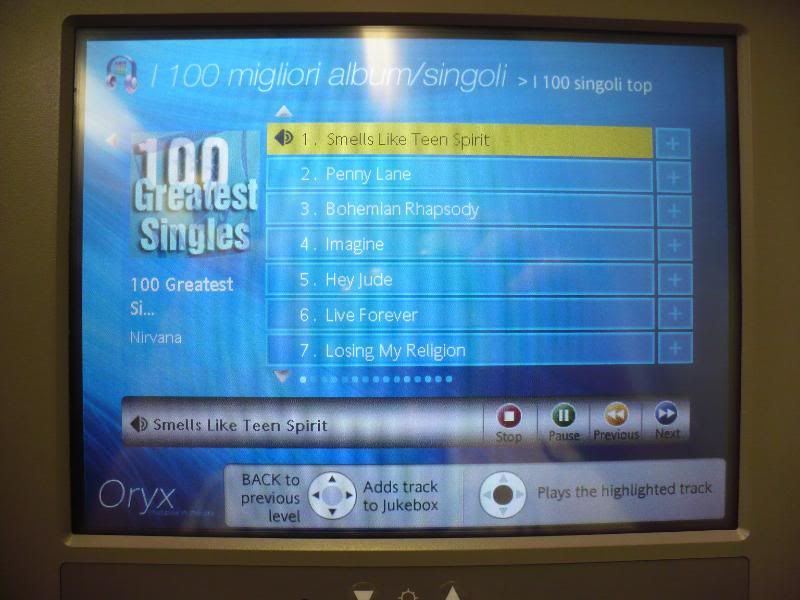 I 100 migliori album/singoli > I 100 singoli top
100
Greatest
Singles
100 Greatest
Si...
Nirvana
1. Smells Like Teen Spirit
2. Penny Lane
3. Bohemian Rhapsody
4. Imagine
5. Hey Jude
6. Live Forever
7. Losing My Religion
Smells Like Teen Spirit
Stop
Pause
Previous
Next
Oryx
BACK to
previous
level
Adds track
to Jukebox
Plays the highlighted track